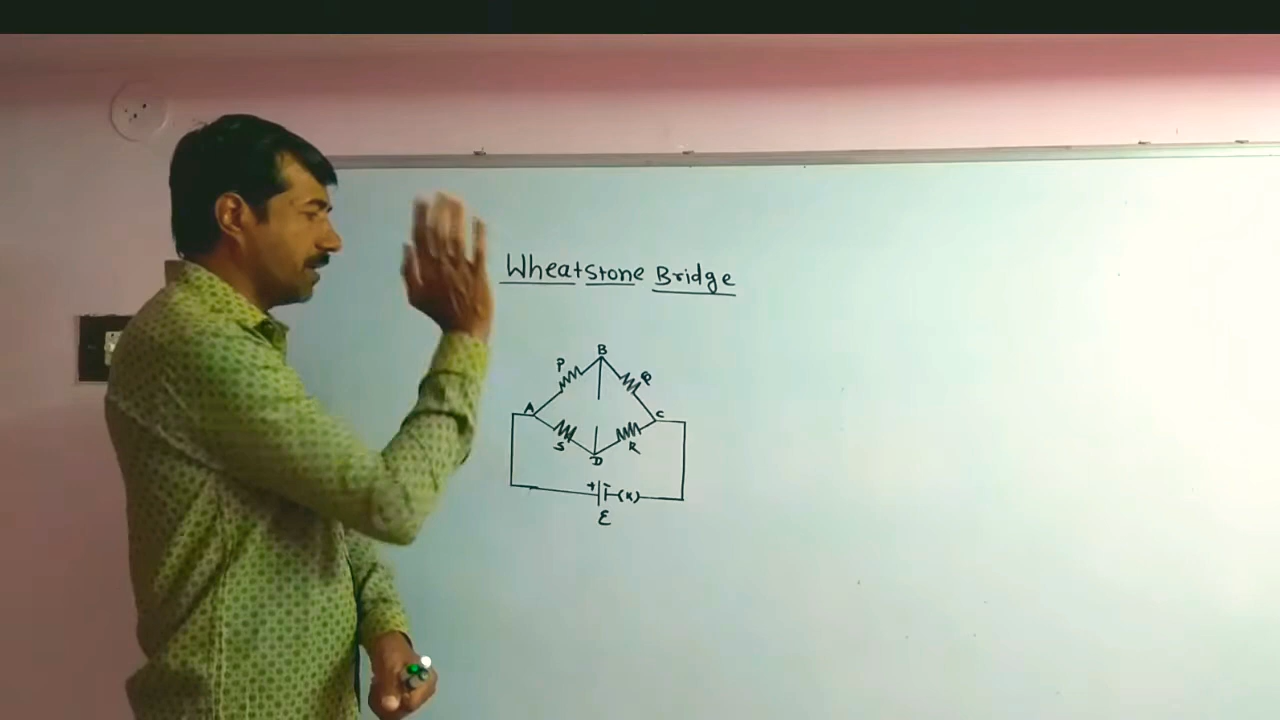 Wheatstone Bridge
B
P Q
A C
S R
D
+ - (K)
E